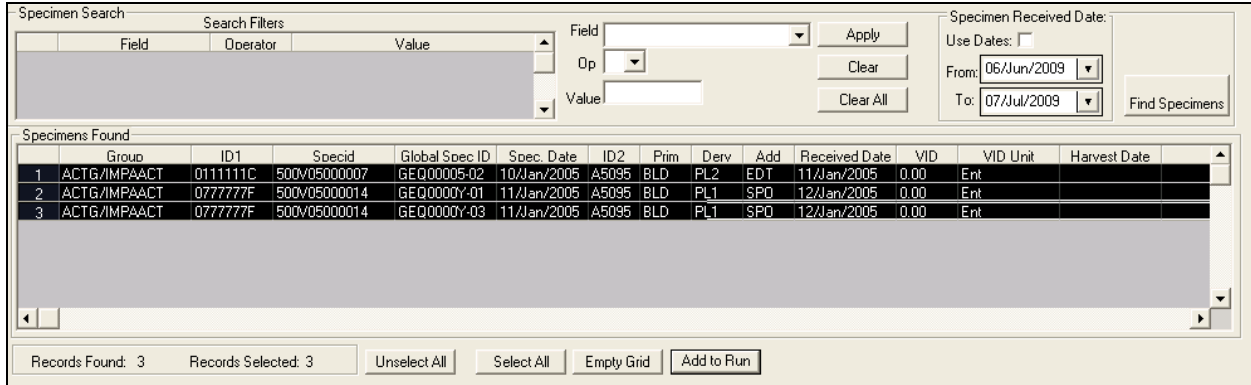 Specimen Search
Search Filters
Field Operator Value
Field
Op
Value
Apply
Clear
Clear All
Specimen Received Date:
Use Dates:
From: 06/Jun/2009
To: 07/Jul/2009
Find Specimens
Specimens Found
Group ID1 Specid Global Spec ID Spec. Date ID2 Prim Derv Add Received Date VID VID Unit Harvest Date
1 ACTG/IMPAACT 0111111C 500V05000007 GEQ00005-02 10/Jan/2005 A5095 BLD PL2 EDT 11/Jan/2005 0.00 Ent
2 ACTG/IMPAACT 0777777F 500V05000014 GEQ0000Y-01 11/Jan/2005 A5095 BLD PL1 SPO 12/Jan/2005 0.00 Ent
3 ACTG/IMPAACT 0777777F 500V05000014 GEQ0000Y-03 11/Jan/2005 A5095 BLD PL1 SPO 12/Jan/2005 0.00 Ent
Records Found: 3 Records Selected: 3 Unselect All Select All Empty Grid Add to Run